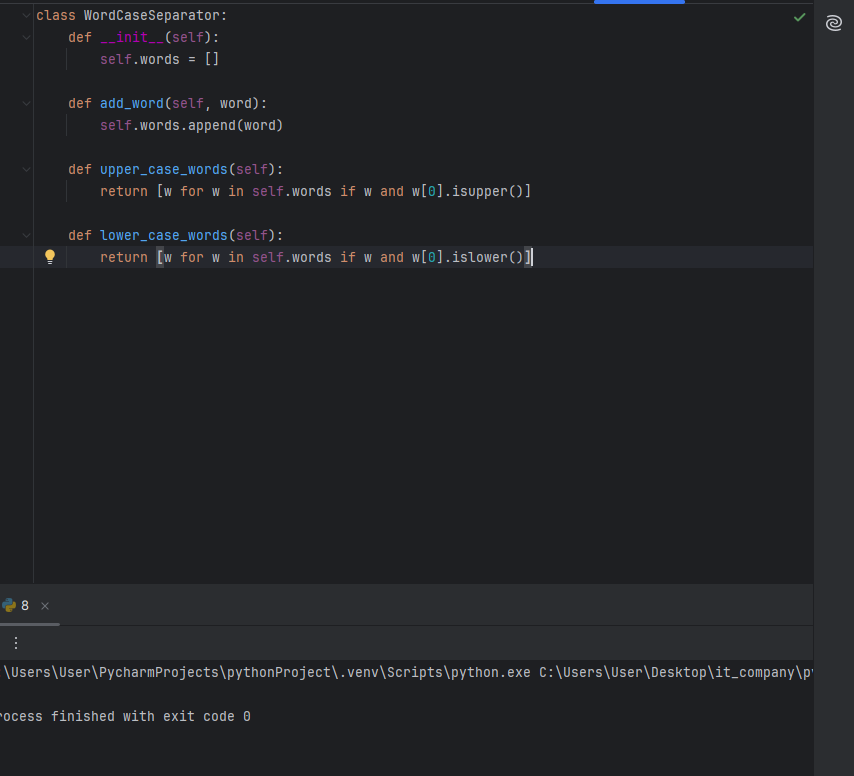 class WordCaseSeparator:
    def __init__(self):
        self.words = []
    def add_word(self, word):
        self.words.append(word)
    def upper_case_words(self):
        return [w for w in self.words if w and w[0].isupper()]
    def lower_case_words(self):
        return [w for w in self.words if w and w[0].islower()]
8
\Users\User\PycharmProjects\pythonProject\.venv\Scripts\python.exe C:\Users\User\Desktop\it_company\
rocess finished with exit code 0